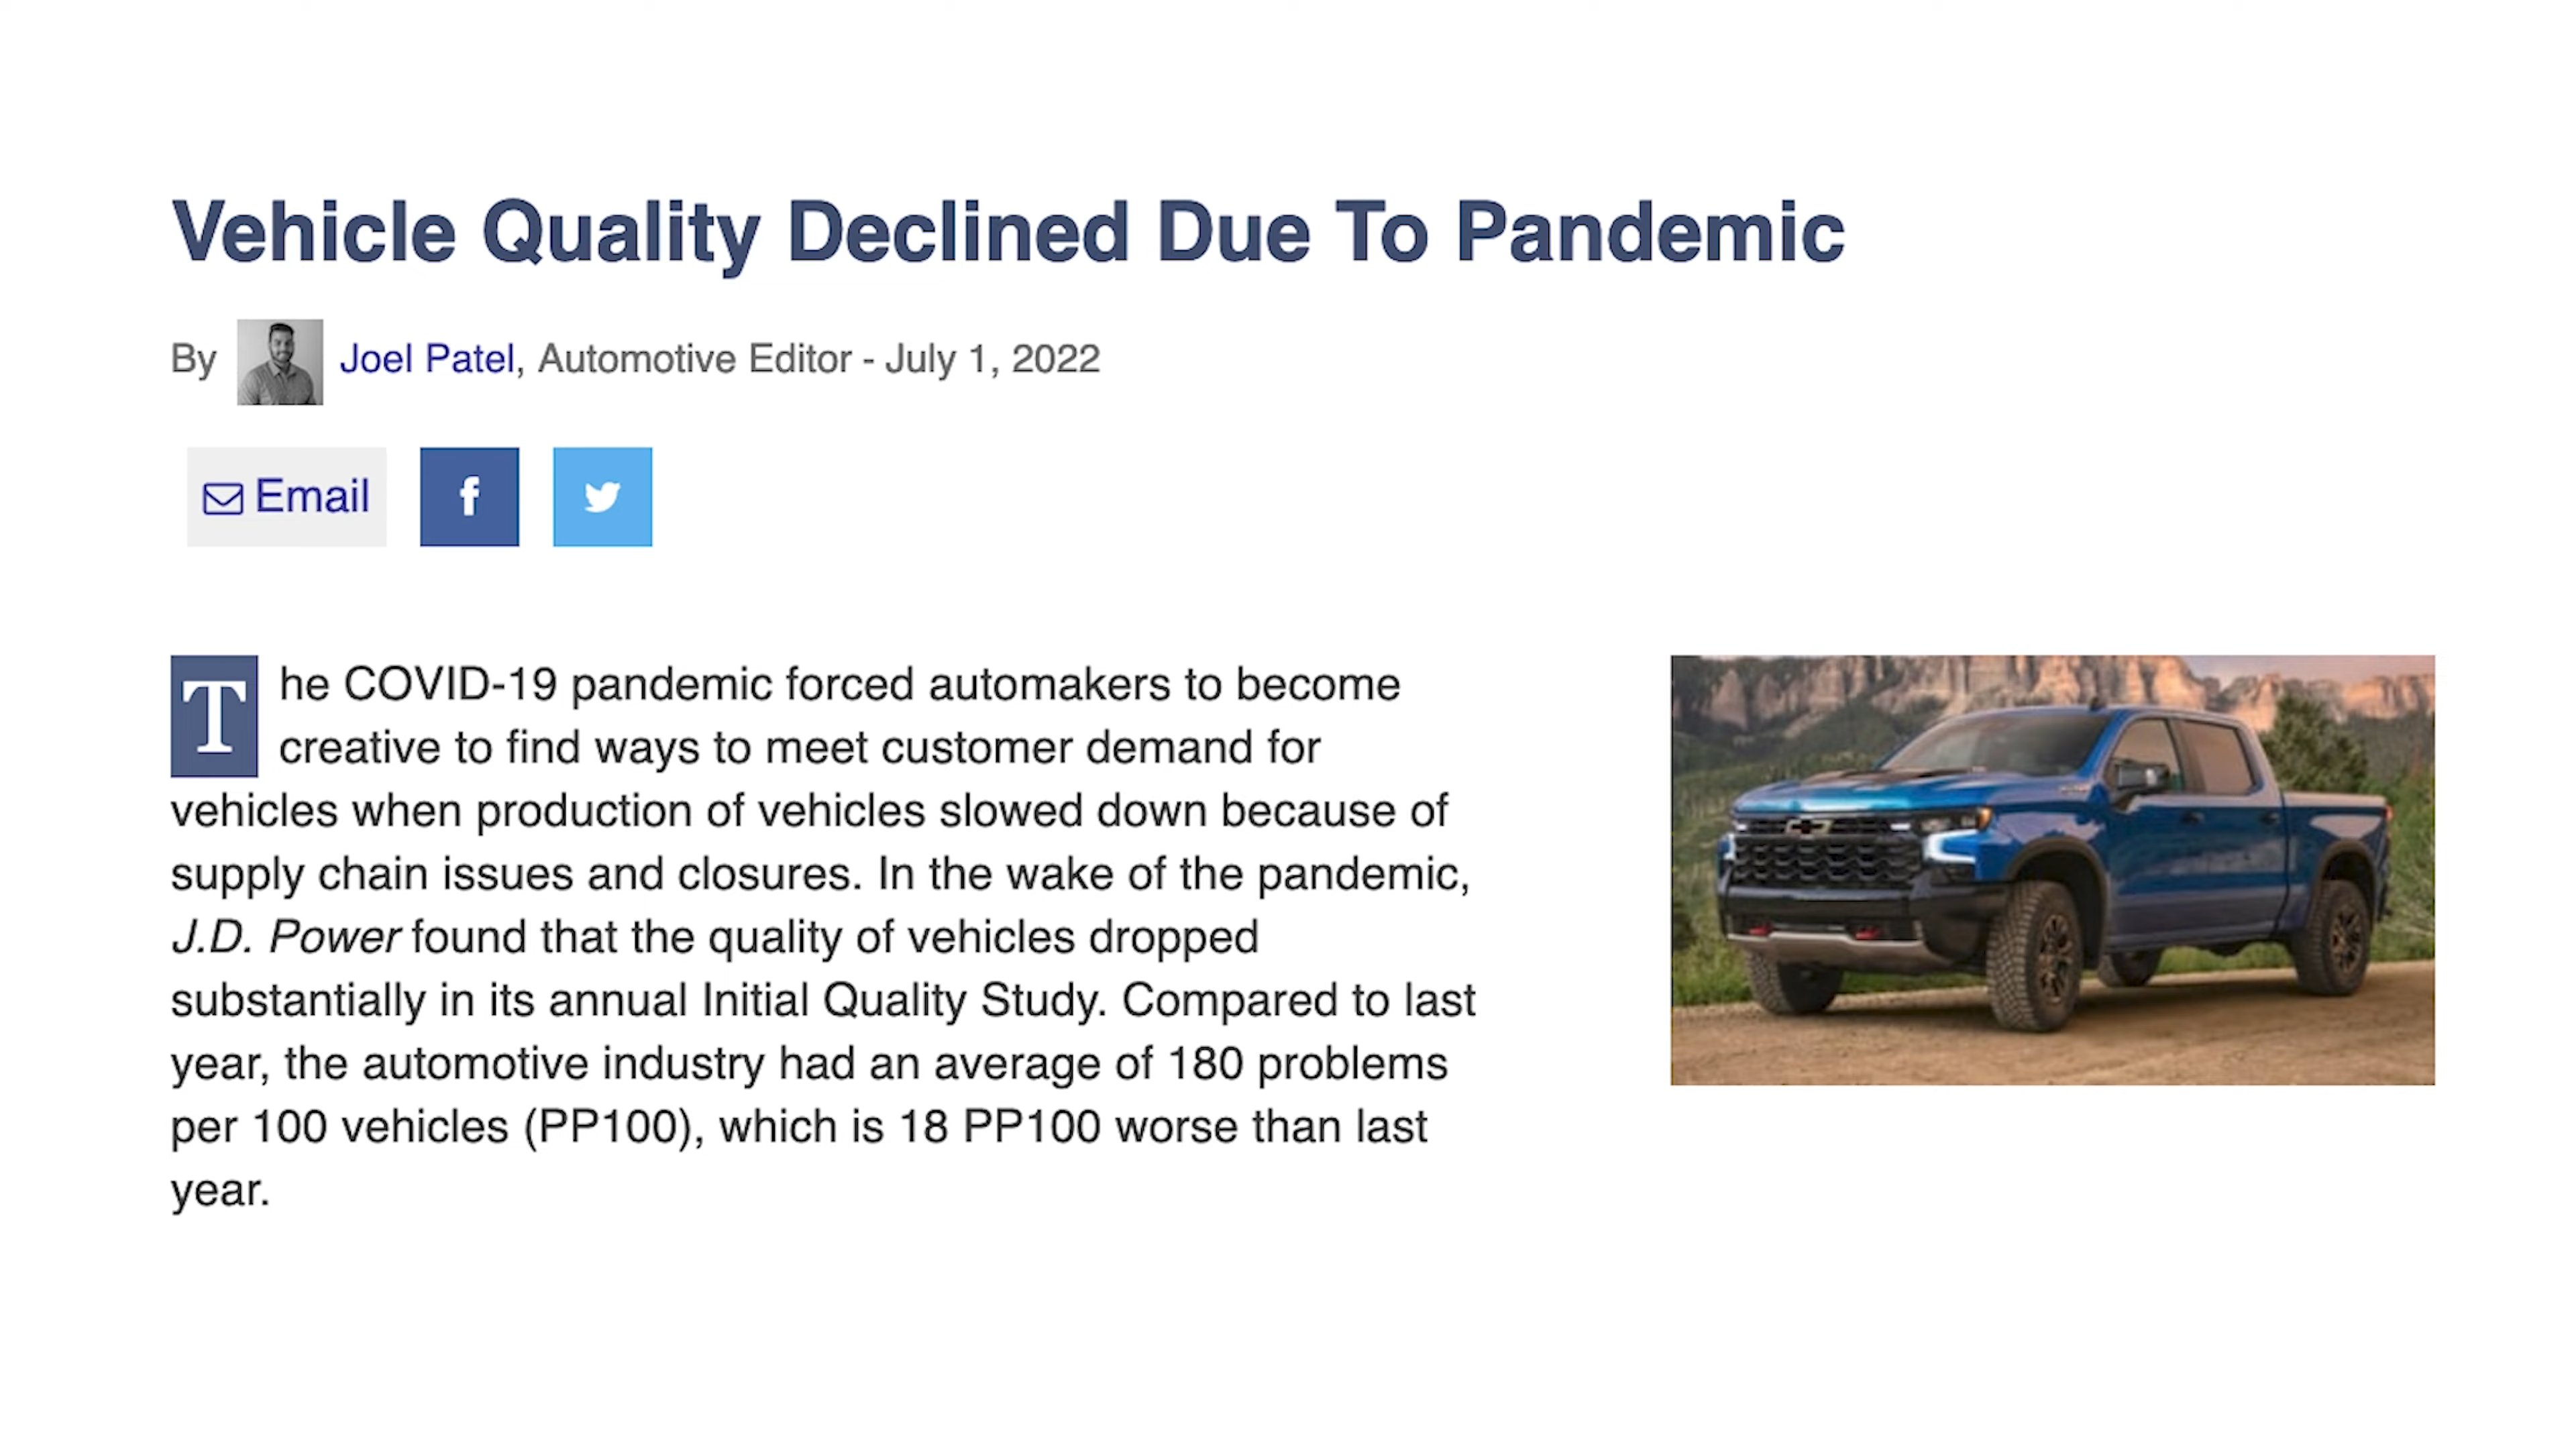 Vehicle Quality Declined Due To Pandemic
By Joel Patel, Automotive Editor - July 1, 2022
Email f
The COVID-19 pandemic forced automakers to become
creative to find ways to meet customer demand for
vehicles when production of vehicles slowed down because of
supply chain issues and closures. In the wake of the pandemic,
J.D. Power found that the quality of vehicles dropped
substantially in its annual Initial Quality Study. Compared to last
year, the automotive industry had an average of 180 problems
per 100 vehicles (PP100), which is 18 PP100 worse than last
year.